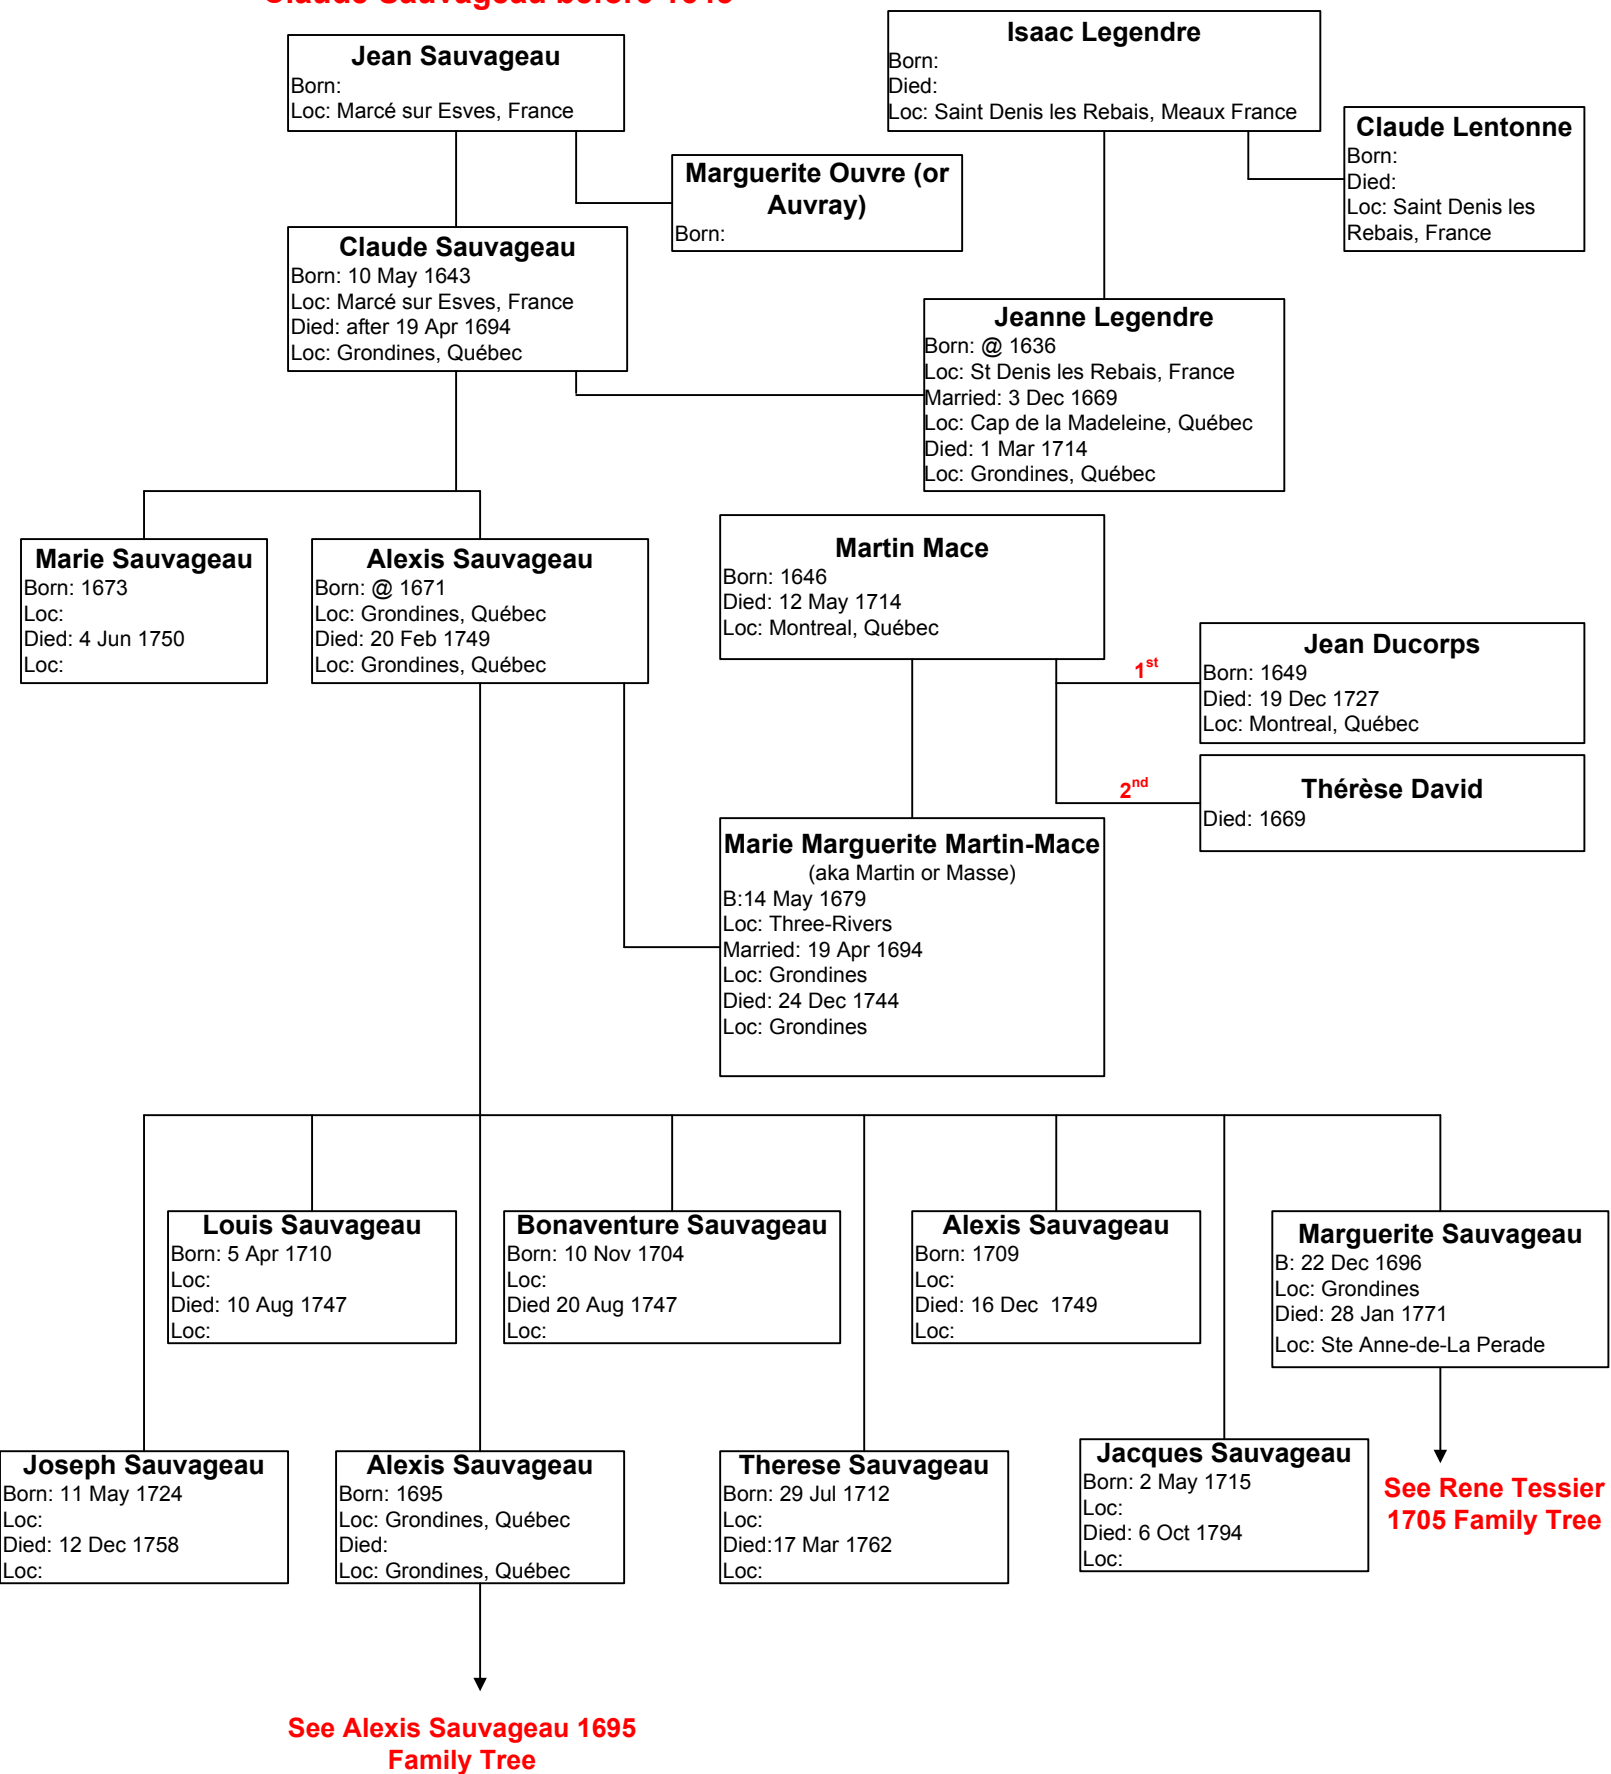 Jean Sauvageau
Born:
Loc: Marcé sur Esves, France
Isaac Legendre
Born:
Died:
Loc: Saint Denis les Rebais, Meaux France
Claude Lentonne
Born:
Died:
Loc: Saint Denis les
Rebais, France
Marguerite Ouvre (or
Auvray)
Born:
Claude Sauvageau
Born: 10 May 1643
Loc: Marcé sur Esves, France
Died: after 19 Apr 1694
Loc: Grondines, Québec
Jeanne Legendre
Born: @ 1636
Loc: St Denis les Rebais, France
Married: 3 Dec 1669
Loc: Cap de la Madeleine, Québec
Died: 1 Mar 1714
Loc: Grondines, Québec
Marie Sauvageau
Born: 1673
Loc:
Died: 4 Jun 1750
Loc:
Alexis Sauvageau
Born: @ 1671
Loc: Grondines, Québec
Died: 20 Feb 1749
Loc: Grondines, Québec
Martin Mace
Born: 1646
Died: 12 May 1714
Loc: Montreal, Québec
1st
Jean Ducorps
Born: 1649
Died: 19 Dec 1727
Loc: Montreal, Québec
2nd
Thérèse David
Died: 1669
Marie Marguerite Martin-Mace
(aka Martin or Masse)
B:14 May 1679
Loc: Three-Rivers
Married: 19 Apr 1694
Loc: Grondines
Died: 24 Dec 1744
Loc: Grondines
Louis Sauvageau
Born: 5 Apr 1710
Loc:
Died: 10 Aug 1747
Loc:
Bonaventure Sauvageau
Born: 10 Nov 1704
Loc:
Died 20 Aug 1747
Loc:
Alexis Sauvageau
Born: 1709
Loc:
Died: 16 Dec  1749
Loc:
Marguerite Sauvageau
B: 22 Dec 1696
Loc: Grondines
Died: 28 Jan 1771
Loc: Ste Anne-de-La Perade
Joseph Sauvageau
Born: 11 May 1724
Loc:
Died: 12 Dec 1758
Loc:
Alexis Sauvageau
Born: 1695
Loc: Grondines, Québec
Died:
Loc: Grondines, Québec
Therese Sauvageau
Born: 29 Jul 1712
Loc:
Died:17 Mar 1762
Loc:
Jacques Sauvageau
Born: 2 May 1715
Loc:
Died: 6 Oct 1794
Loc:
See Rene Tessier
1705 Family Tree
See Alexis Sauvageau 1695
Family Tree